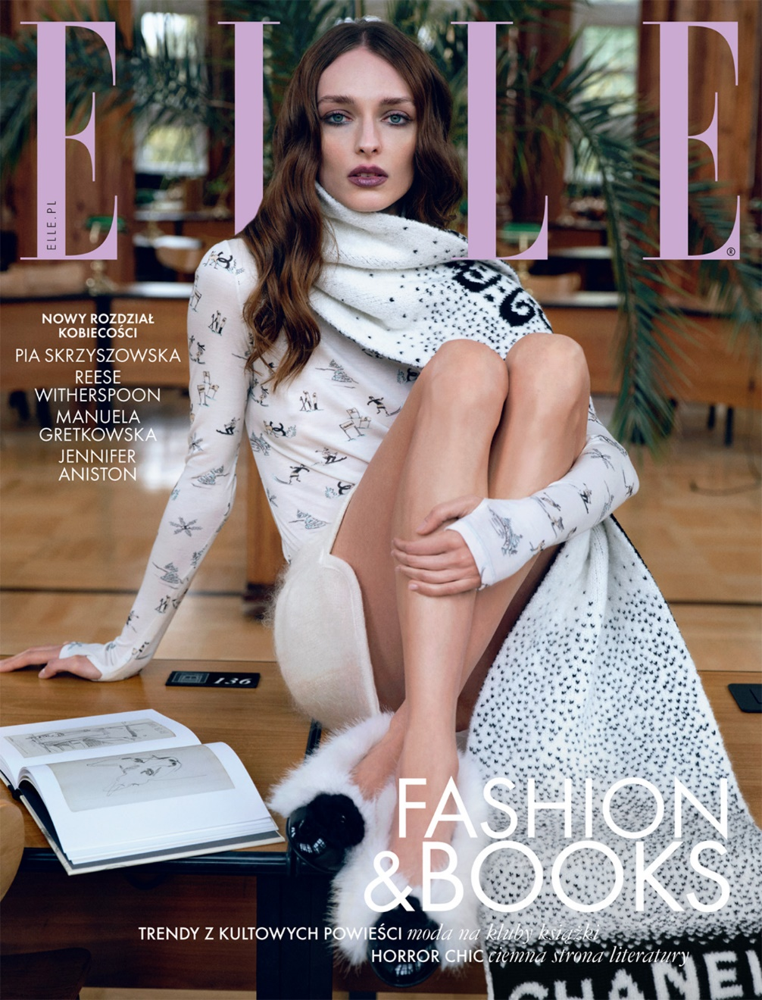 ELLE
ELLE.PL
®
NOWY ROZDZIAŁ
KOBIECOŚCI
PIA SKRZYSZOWSKA
REESE
WITHERSPOON
MANUELA
GRETKOWSKA
JENNIFER
ANISTON
136
FASHION
&BOOKS
TRENDY Z KULTOWYCH POWIEŚCI moda na kluby książki
HORROR CHIC ciemna strona literatury
CHANEL